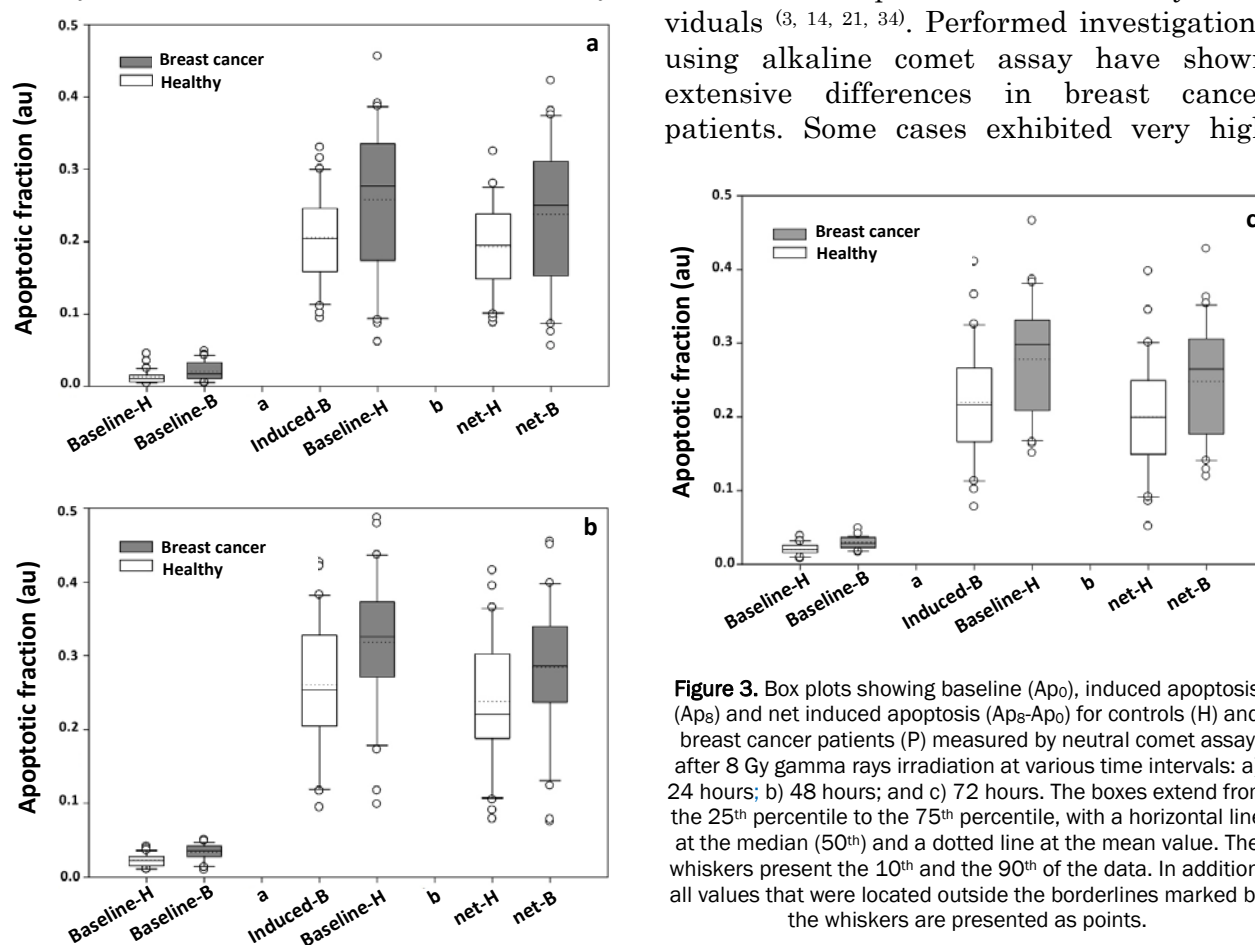 0.5
a
Breast cancer
Healthy
0.4
0.3
0.2
0.1
0.0
Apoptotic fraction (au)
Baseline-H
Baseline-B
a
Induced-B
Baseline-H
b
net-H
net-B
0.5
b
Breast cancer
Healthy
0.4
0.3
0.2
0.1
0.0
Apoptotic fraction (au)
Baseline-H
Baseline-B
a
Induced-B
Baseline-H
b
net-H
net-B
viduals (3, 14, 21, 34). Performed investigation
using alkaline comet assay have shown
extensive differences in breast cance
patients. Some cases exhibited very high
0.5
c
Breast cancer
Healthy
0.4
0.3
0.2
0.1
0.0
Apoptotic fraction (au)
Baseline-H
Baseline-B
a
Induced-B
Baseline-H
b
net-H
net-B
Figure 3. Box plots showing baseline (Ap0), induced apoptosis
(Ap8) and net induced apoptosis (Ap8-Ap0) for controls (H) and
breast cancer patients (P) measured by neutral comet assay
after 8 Gy gamma rays irradiation at various time intervals: a
24 hours; b) 48 hours; and c) 72 hours. The boxes extend from
the 25th percentile to the 75th percentile, with a horizontal line
at the median (50th) and a dotted line at the mean value. The
whiskers present the 10th and the 90th of the data. In addition
all values that were located outside the borderlines marked b
the whiskers are presented as points.